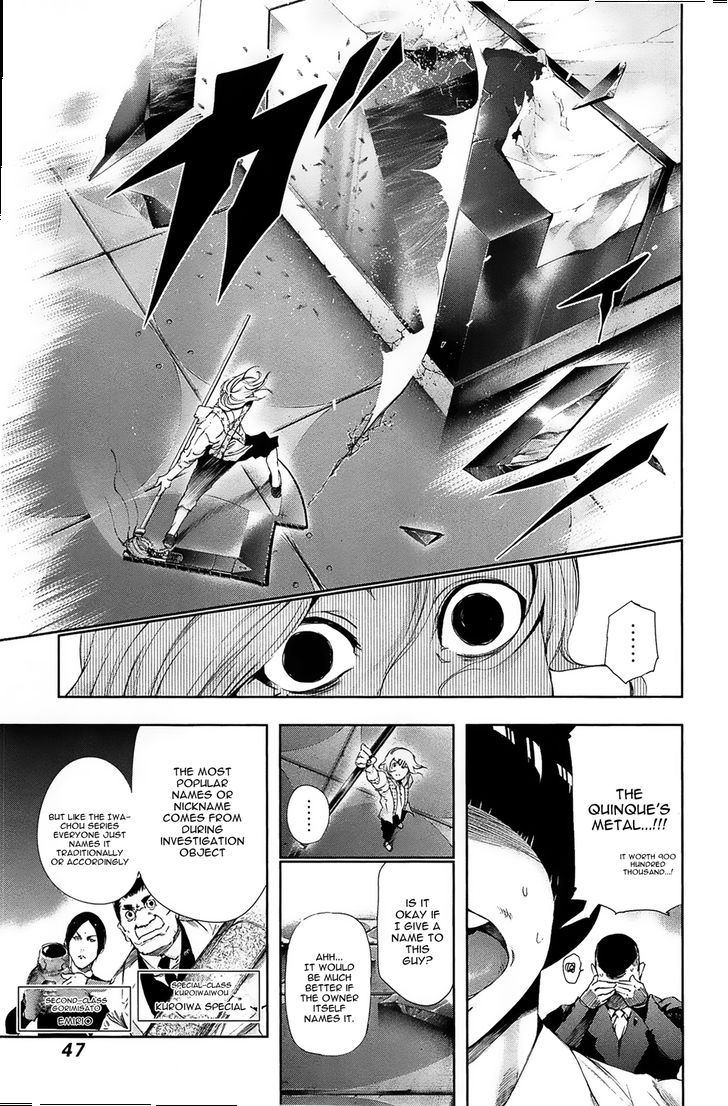 ガッ
......
THE
QUINQUE'S
METAL...!!!
IT WORTH 900
HUNDRED
THOUSAND...!
......
IS IT
OKAY IF
I GIVE A
NAME TO
THIS
GUY?
AHH...
IT WOULD
BE MUCH
BETTER IF
THE OWNER
ITSELF
NAMES IT.
THE MOST
POPULAR
NAMES OR
NICKNAME
COMES FROM
DURING
INVESTIGATION
OBJECT
BUT LIKE THE IWA-
CHOU SERIES
EVERYONE JUST
NAMES IT
TRADITIONALLY
OR ACCORDINGLY
SPECIAL-CLASS
KUROIWAIWOU
KUROIWA SPECIAL
SECOND-CLASS
GORIMISATO
EMIRIO
47